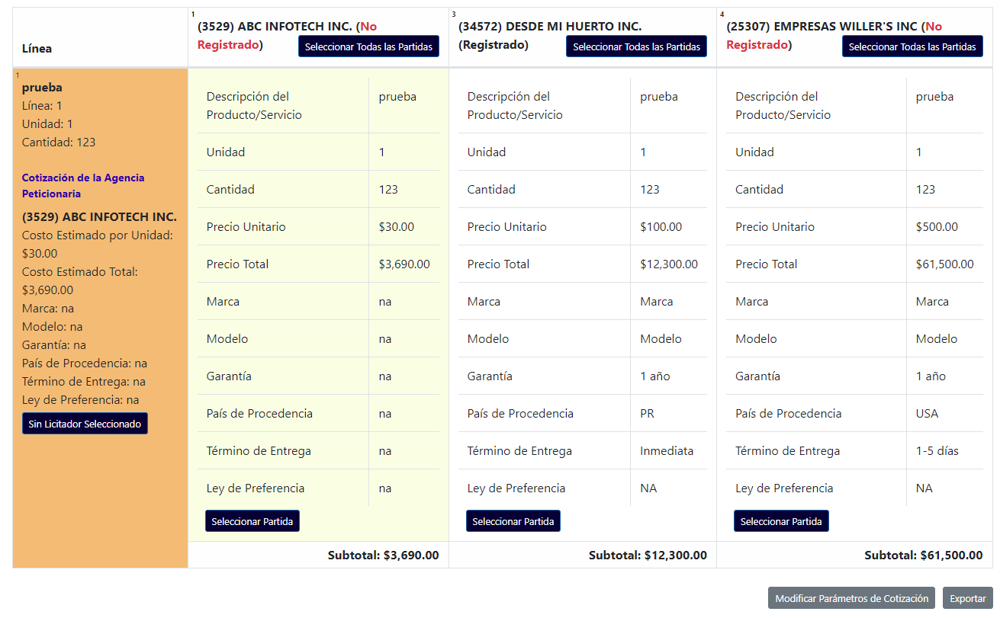 Línea
1
(3529) ABC INFOTECH INC. (No
Registrado)
Seleccionar Todas las Partidas
3
(34572) DESDE MI HUERTO INC.
(Registrado)
Seleccionar Todas las Partidas
4
(25307) EMPRESAS WILLER'S INC (No
Registrado)
Seleccionar Todas las Partidas
1
prueba
Línea: 1
Unidad: 1
Cantidad: 123
Cotización de la Agencia
Peticionaria
(3529) ABC INFOTECH INC.
Costo Estimado por Unidad:
$30.00
Costo Estimado Total:
$3,690.00
Marca: na
Modelo: na
Garantía: na
País de Procedencia: na
Término de Entrega: na
Ley de Preferencia: na
Sin Licitador Seleccionado
Descripción del
Producto/Servicio
prueba
Unidad
1
Cantidad
123
Precio Unitario
$30.00
Precio Total
$3,690.00
Marca
na
Modelo
na
Garantía
na
País de Procedencia
na
Término de Entrega
na
Ley de Preferencia
na
Seleccionar Partida
Subtotal: $3,690.00
Descripción del
Producto/Servicio
prueba
Unidad
1
Cantidad
123
Precio Unitario
$100.00
Precio Total
$12,300.00
Marca
Marca
Modelo
Modelo
Garantía
1 año
País de Procedencia
PR
Término de Entrega
Inmediata
Ley de Preferencia
NA
Seleccionar Partida
Subtotal: $12,300.00
Descripción del
Producto/Servicio
prueba
Unidad
1
Cantidad
123
Precio Unitario
$500.00
Precio Total
$61,500.00
Marca
Marca
Modelo
Modelo
Garantía
1 año
País de Procedencia
USA
Término de Entrega
1-5 días
Ley de Preferencia
NA
Seleccionar Partida
Subtotal: $61,500.00
Modificar Parámetros de Cotización
Exportar